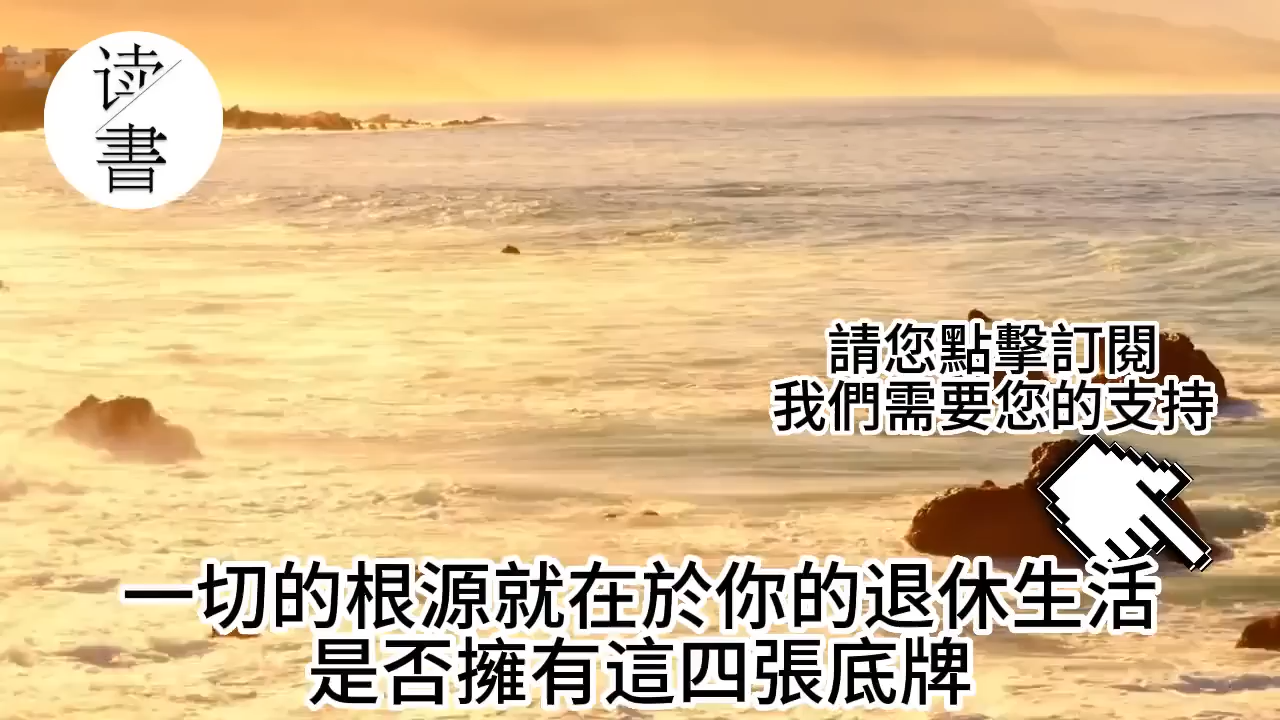 读
書
請您點擊訂閱
我們需要您的支持
一切的根源就在於你的退休生活
是否擁有這四張底牌